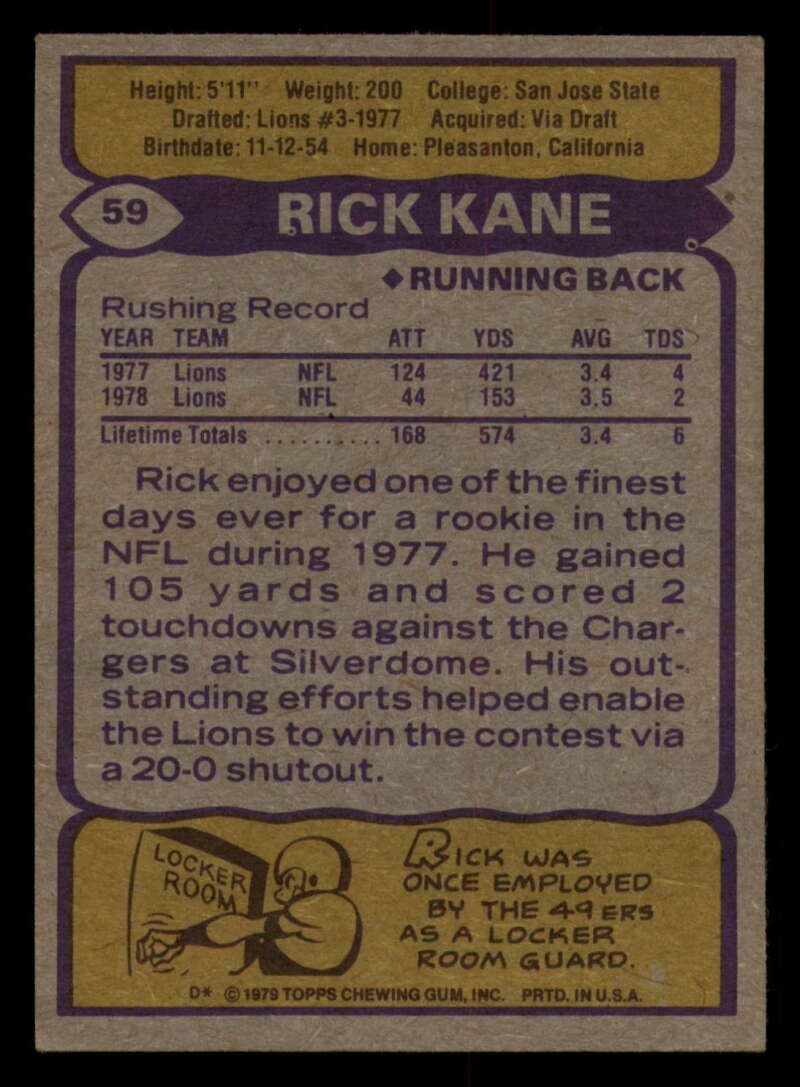 Height: 5'11" Weight: 200 College: San Jose State
Drafted: Lions #3-1977 Acquired: Via Draft
Birthdate: 11-12-54 Home: Pleasanton, California
59 RICK KANE
◆RUNNING BACK
Rushing Record
YEAR TEAM ATT YDS AVG TDS
1977 Lions NFL 124 421 3.4 4
1978 Lions NFL 44 153 3.5 2
Lifetime Totals .......... 168 574 3.4 6
Rick enjoyed one of the finest
days ever for a rookie in the
NFL during 1977. He gained
105 yards and scored 2
touchdowns against the Char-
gers at Silverdome. His out-
standing efforts helped enable
the Lions to win the contest via
a 20-0 shutout.
LOCKER
ROOM
RICK WAS
ONCE EMPLOYED
BY THE 49ERS
AS A LOCKER
ROOM GUARD.
D* © 1979 TOPPS CHEWING GUM, INC. PRTD. IN U.S.A.